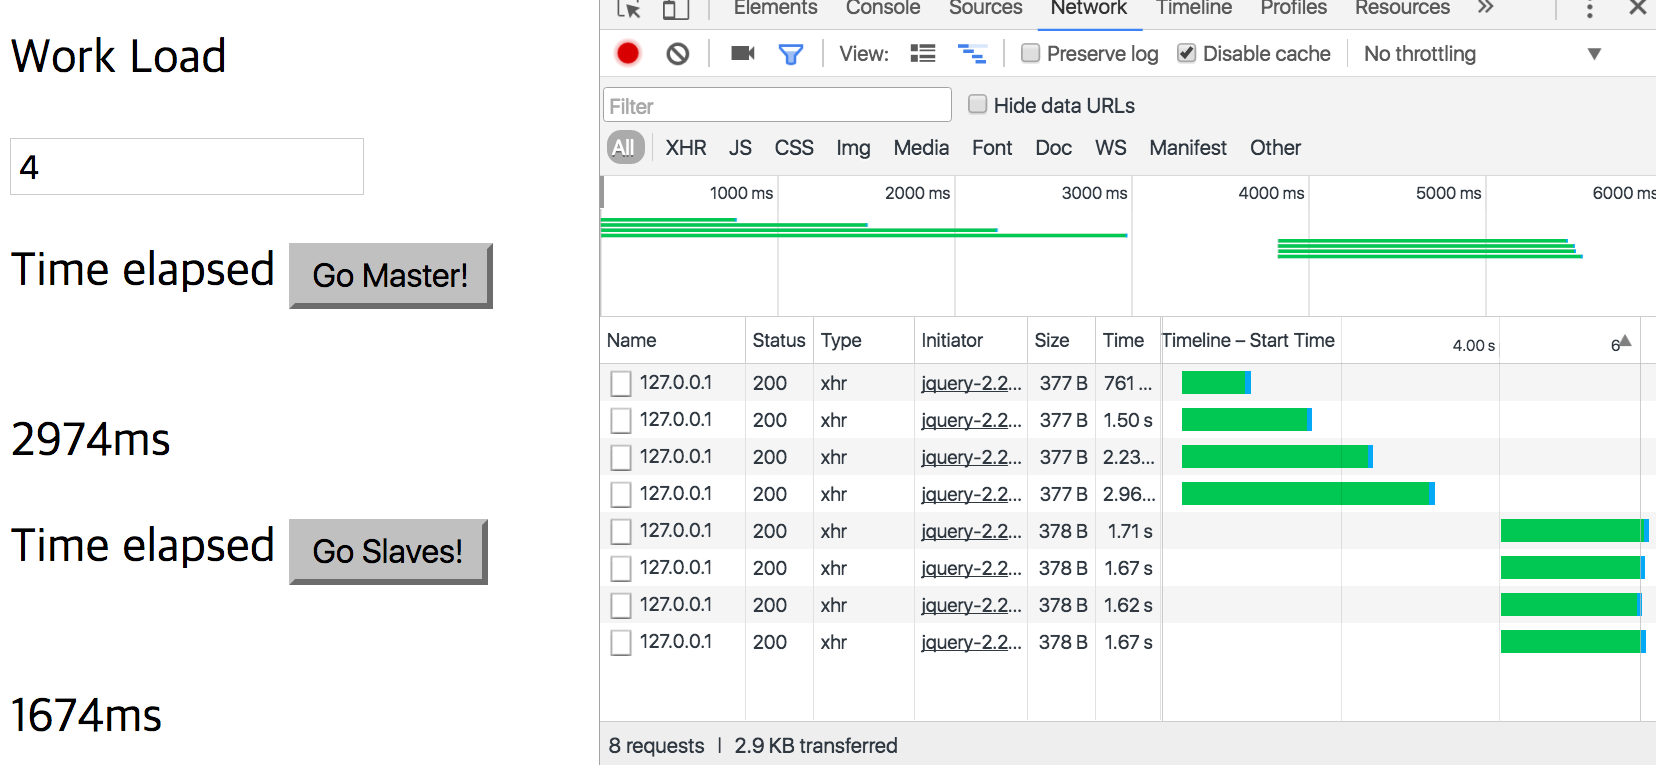 Work Load
4
Time elapsed Go Master!
2974ms
Time elapsed Go Slaves!
1674ms
Elements Console Sources Network Timeline Profiles Resources »
View: Preserve log Disable cache No throttling ▼
Filter Hide data URLs
All XHR JS CSS Img Media Font Doc WS Manifest Other
1000 ms 2000 ms 3000 ms 4000 ms 5000 ms 6000 ms
Name Status Type Initiator Size Time Timeline – Start Time 4.00 s 6▲
127.0.0.1 200 xhr jquery-2.2... 377 B 761 ...
127.0.0.1 200 xhr jquery-2.2... 377 B 1.50 s
127.0.0.1 200 xhr jquery-2.2... 377 B 2.23...
127.0.0.1 200 xhr jquery-2.2... 377 B 2.96...
127.0.0.1 200 xhr jquery-2.2... 378 B 1.71 s
127.0.0.1 200 xhr jquery-2.2... 378 B 1.67 s
127.0.0.1 200 xhr jquery-2.2... 378 B 1.62 s
127.0.0.1 200 xhr jquery-2.2... 378 B 1.67 s
8 requests | 2.9 KB transferred